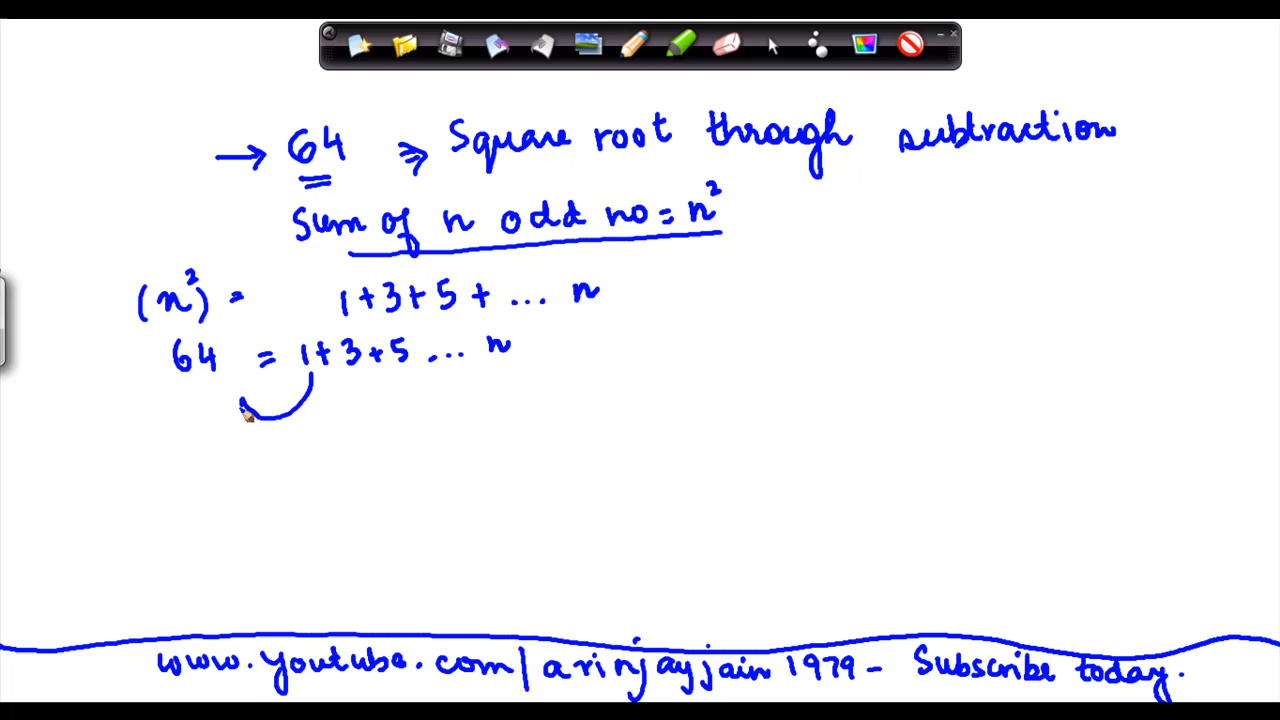 → 64 ⇒ Square root through subtraction
Sum of n odd no = n²
(n²) = 1+3+5+ ... n
64 = 1+3+5 ... n
www.youtube.com/arinjayjain1979- Subscribe today.